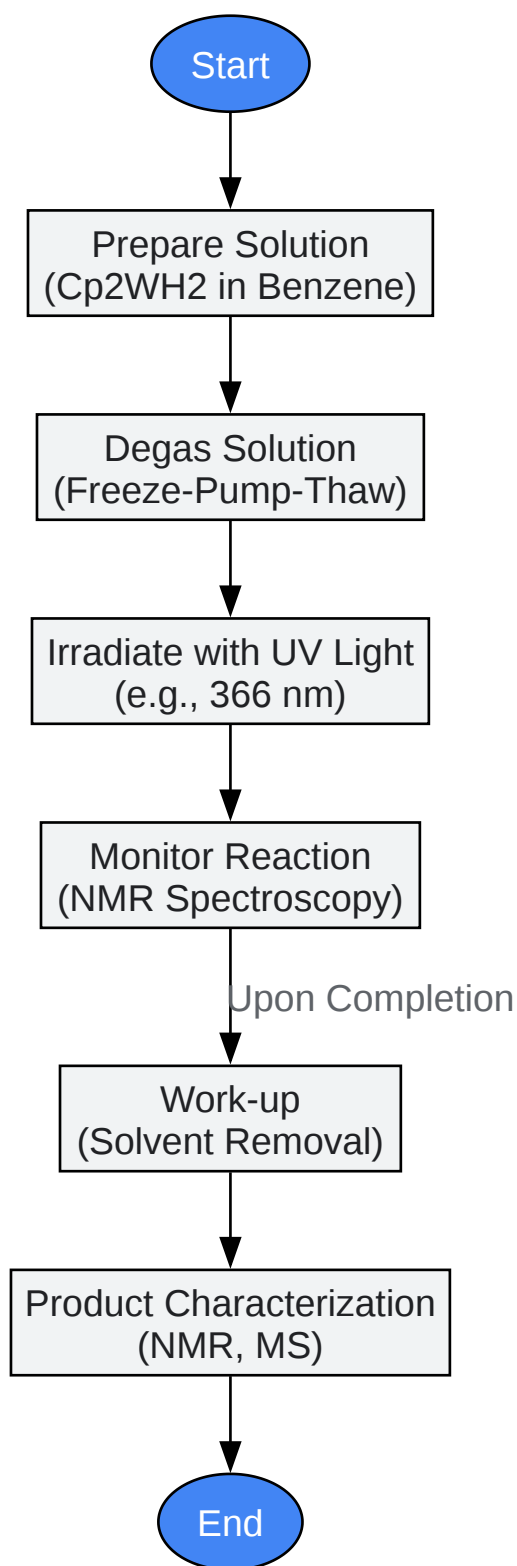 Start
Prepare Solution
(Cp2WH2 in Benzene)
Degas Solution
(Freeze-Pump-Thaw)
Irradiate with UV Light
(e.g., 366 nm)
Monitor Reaction
(NMR Spectroscopy)
Upon Completion
Work-up
(Solvent Removal)
Product Characterization
(NMR, MS)
End